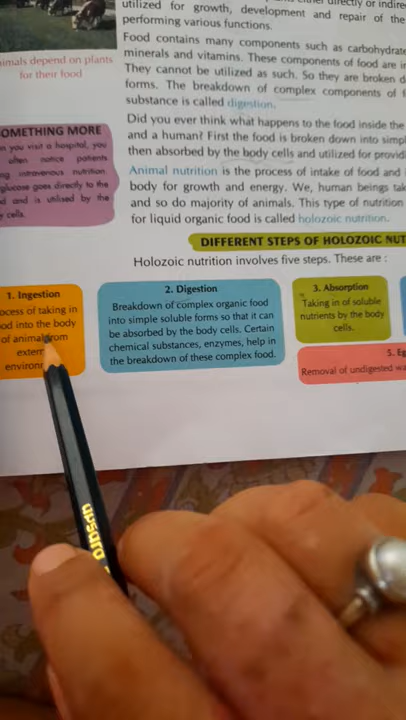 utilized for growth, development and repair of the
performing various functions.
Food contains many components such as carbohydrate
minerals and vitamins. These components of food are in
They cannot be utilized as such. So they are broken d
forms. The breakdown of complex components of f
substance is called digestion.
Did you ever think what happens to the food inside the
and a human? First the food is broken down into simpl
then absorbed by the body cells and utilized for provid
Animal nutrition is the process of intake of food and
body for growth and energy. We, human beings tak
and so do majority of animals. This type of nutrition
for liquid organic food is called holozoic nutrition.
imals depend on plants
for their food
OMETHING MORE
n you visit a hospital, you
often notice patients
ng intravenous nutrition
glucose goes directly to the
d and is utilised by the
y cells.
DIFFERENT STEPS OF HOLOZOIC NUT
Holozoic nutrition involves five steps. These are :
1. Ingestion
ocess of taking in
od into the body
of animal from
extern
environ
2. Digestion
Breakdown of complex organic food
into simple soluble forms so that it can
be absorbed by the body cells. Certain
chemical substances, enzymes, help in
the breakdown of these complex food.
3. Absorption
Taking in of soluble
nutrients by the body
cells.
5. Eg
Removal of undigested wa
apsara